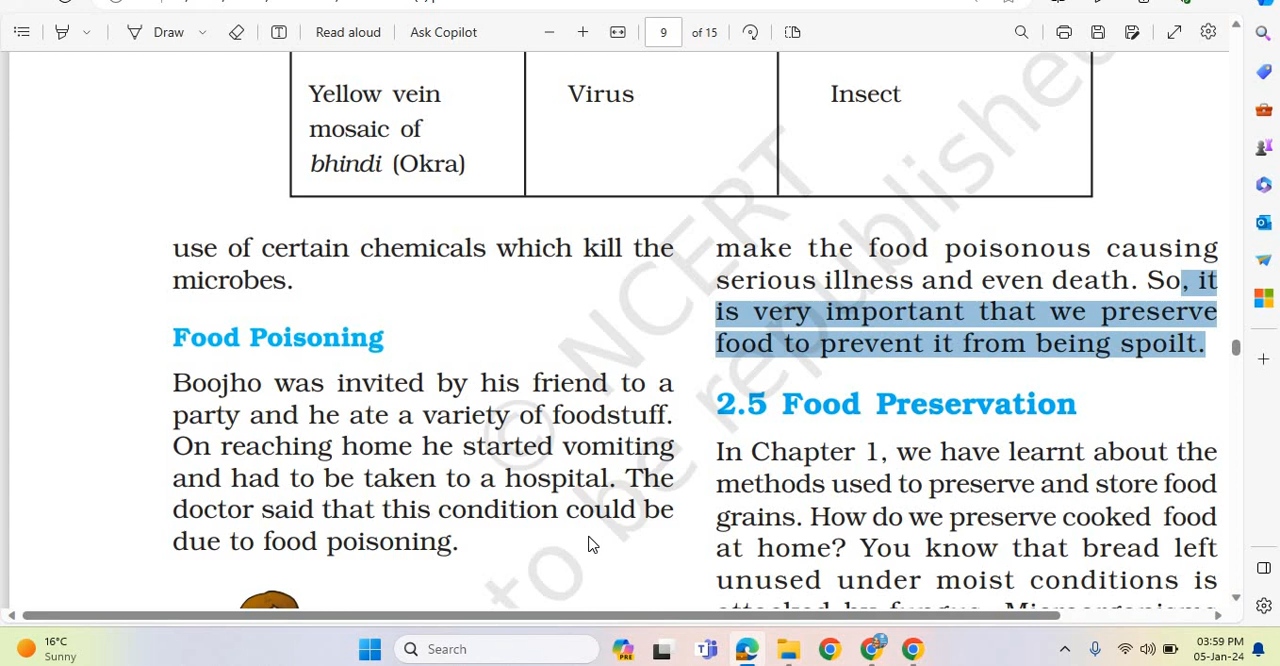 Draw
Read aloud
Ask Copilot
9
of 15
Yellow vein
mosaic of
bhindi (Okra)
Virus
Insect
use of certain chemicals which kill the
microbes.
Food Poisoning
Boojho was invited by his friend to a
party and he ate a variety of foodstuff.
On reaching home he started vomiting
and had to be taken to a hospital. The
doctor said that this condition could be
due to food poisoning.
make the food poisonous causing
serious illness and even death. So, it
is very important that we preserve
food to prevent it from being spoilt.
2.5 Food Preservation
In Chapter 1, we have learnt about the
methods used to preserve and store food
grains. How do we preserve cooked food
at home? You know that bread left
unused under moist conditions is
© NCERT
to be republished
16°C
Sunny
Search
PRE
03:59 PM
05-Jan-24